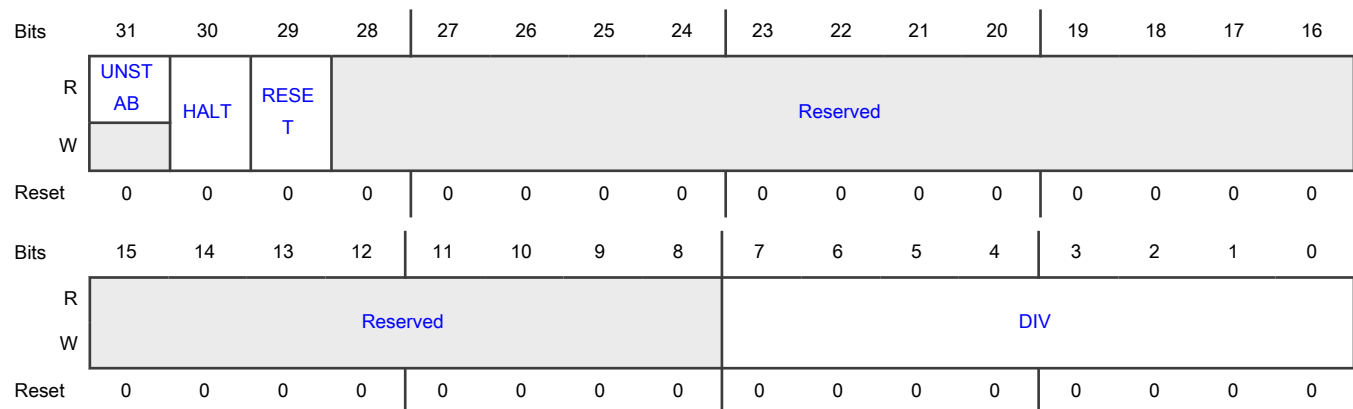 Bits 31 30 29 28 27 26 25 24 23 22 21 20 19 18 17 16
R UNST
AB HALT RESE
T Reserved
W
Reset 0 0 0 0 0 0 0 0 0 0 0 0 0 0 0 0
Bits 15 14 13 12 11 10 9 8 7 6 5 4 3 2 1 0
R
Reserved DIV
W
Reset 0 0 0 0 0 0 0 0 0 0 0 0 0 0 0 0